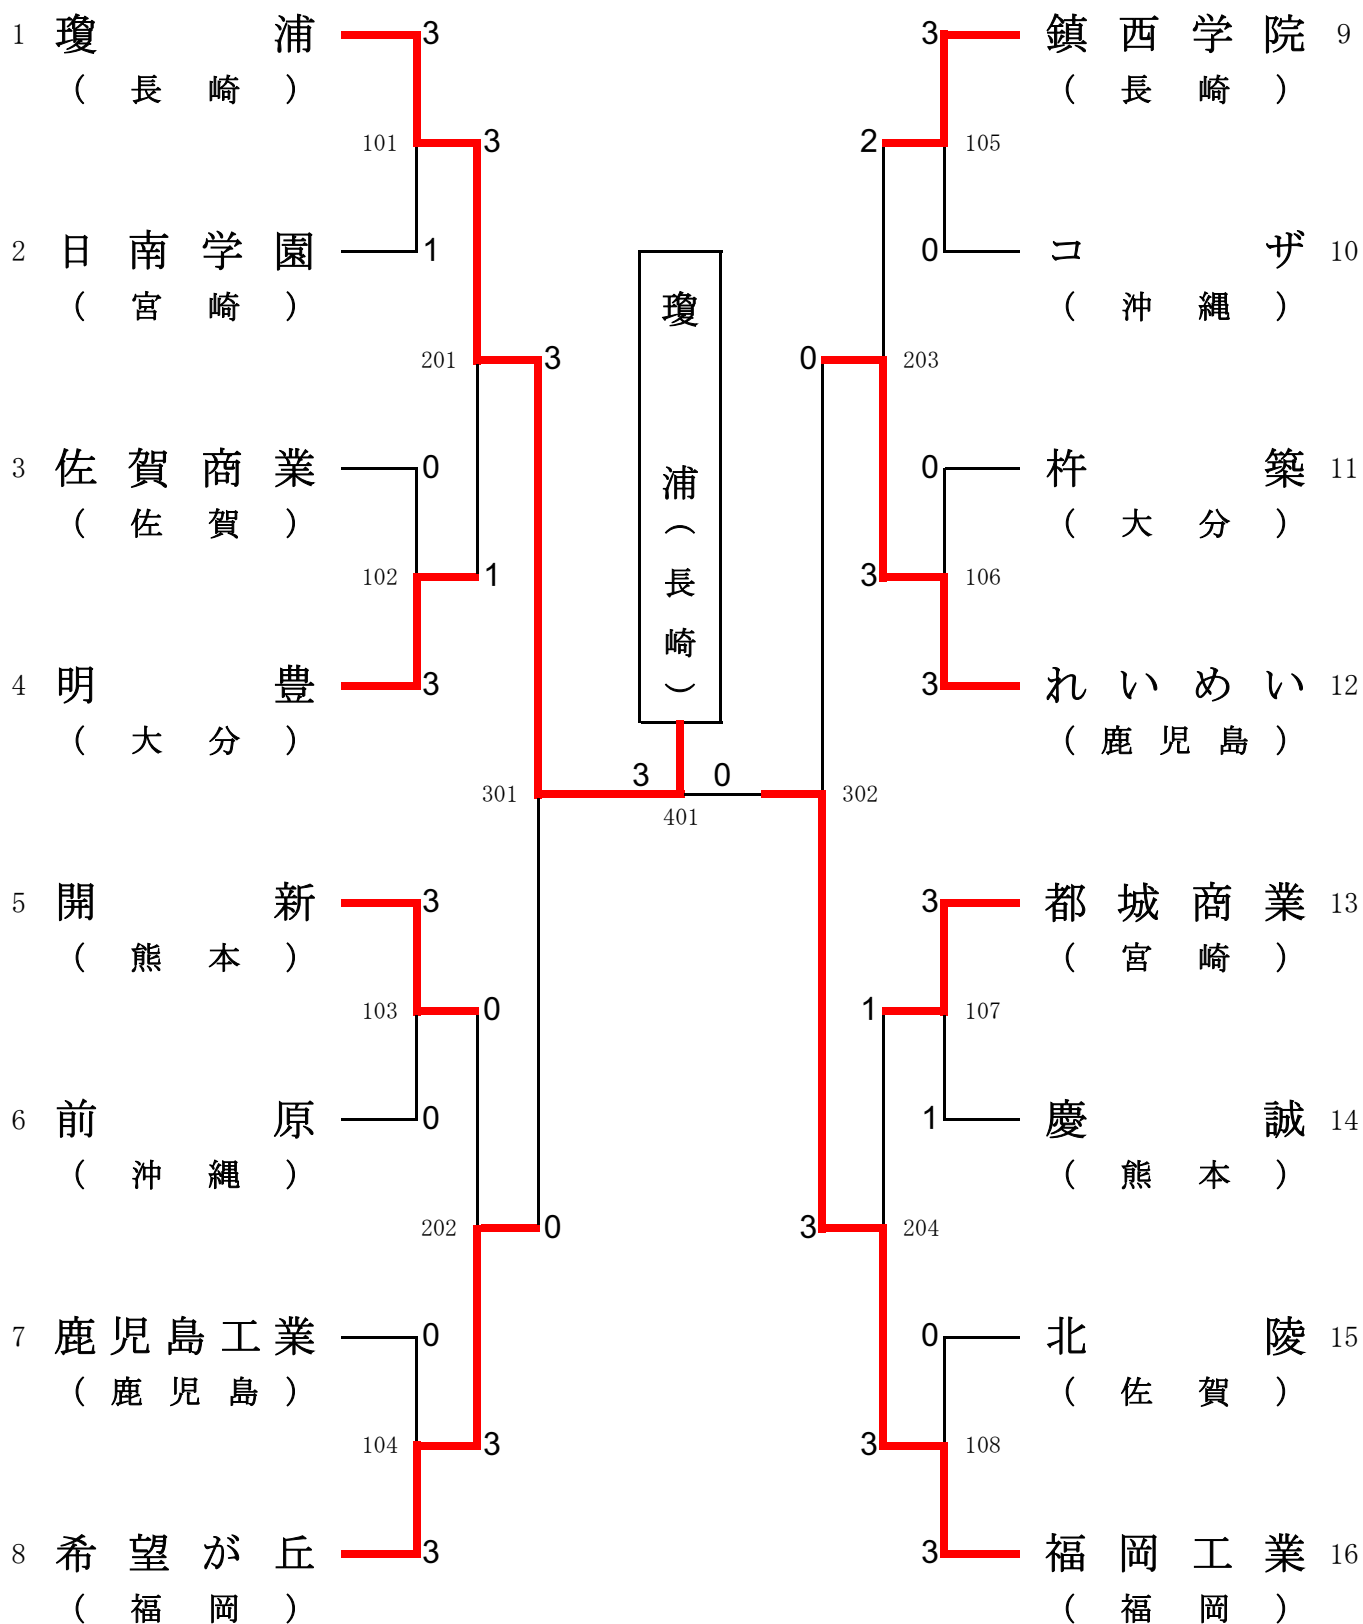 1 瓊浦 3
(長崎)
101 3
2 日南学園 1
(宮崎)
201 3
3 佐賀商業 0
(佐賀)
102 1
4 明豊 3
(大分)
301
5 開新 3
(熊本)
103 0
6 前原 0
(沖縄)
202 0
7 鹿児島工業 0
(鹿児島)
104 3
8 希望が丘 3
(福岡)
瓊浦(長崎)
3 0
401
3 鎮西学院 9
(長崎)
2 105
0 コザ 10
(沖縄)
0 203
0 杵築 11
(大分)
3 106
3 れいめい 12
(鹿児島)
302
3 都城商業 13
(宮崎)
1 107
1 慶誠 14
(熊本)
3 204
0 北陵 15
(佐賀)
3 108
3 福岡工業 16
(福岡)